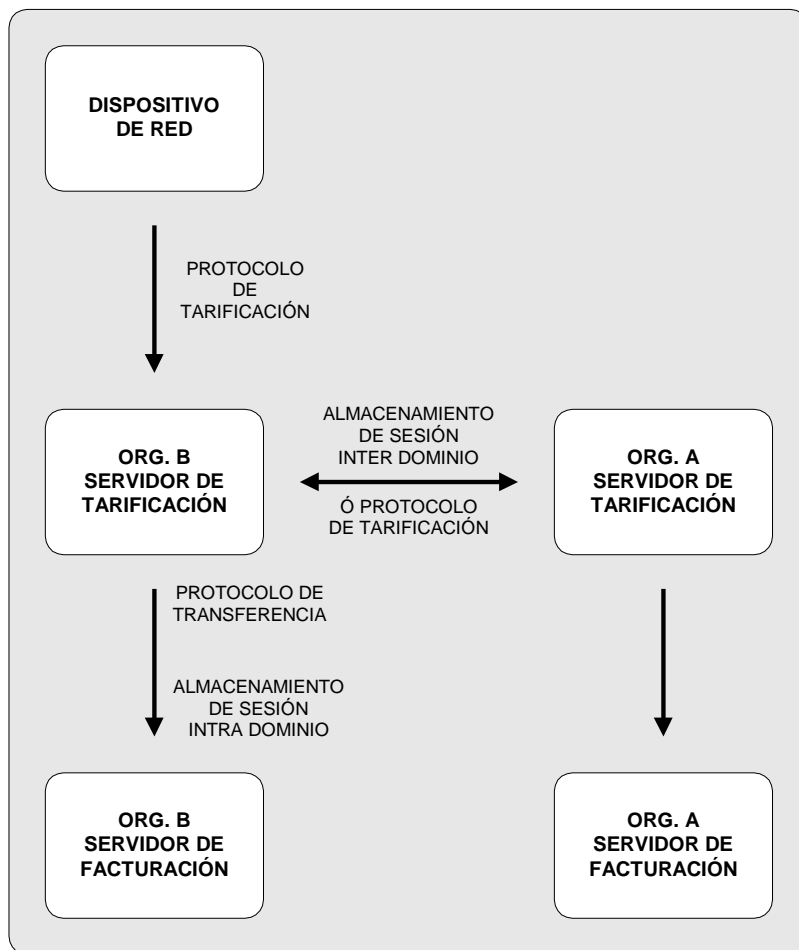 DISPOSITIVO
DE RED
PROTOCOLO
DE
TARIFICACIÓN
ORG. B
SERVIDOR DE
TARIFICACIÓN
ALMACENAMIENTO
DE SESIÓN
INTER DOMINIO
Ó PROTOCOLO
DE TARIFICACIÓN
ORG. A
SERVIDOR DE
TARIFICACIÓN
PROTOCOLO DE
TRANSFERENCIA
ALMACENAMIENTO
DE SESIÓN
INTRA DOMINIO
ORG. B
SERVIDOR DE
FACTURACIÓN
ORG. A
SERVIDOR DE
FACTURACIÓN